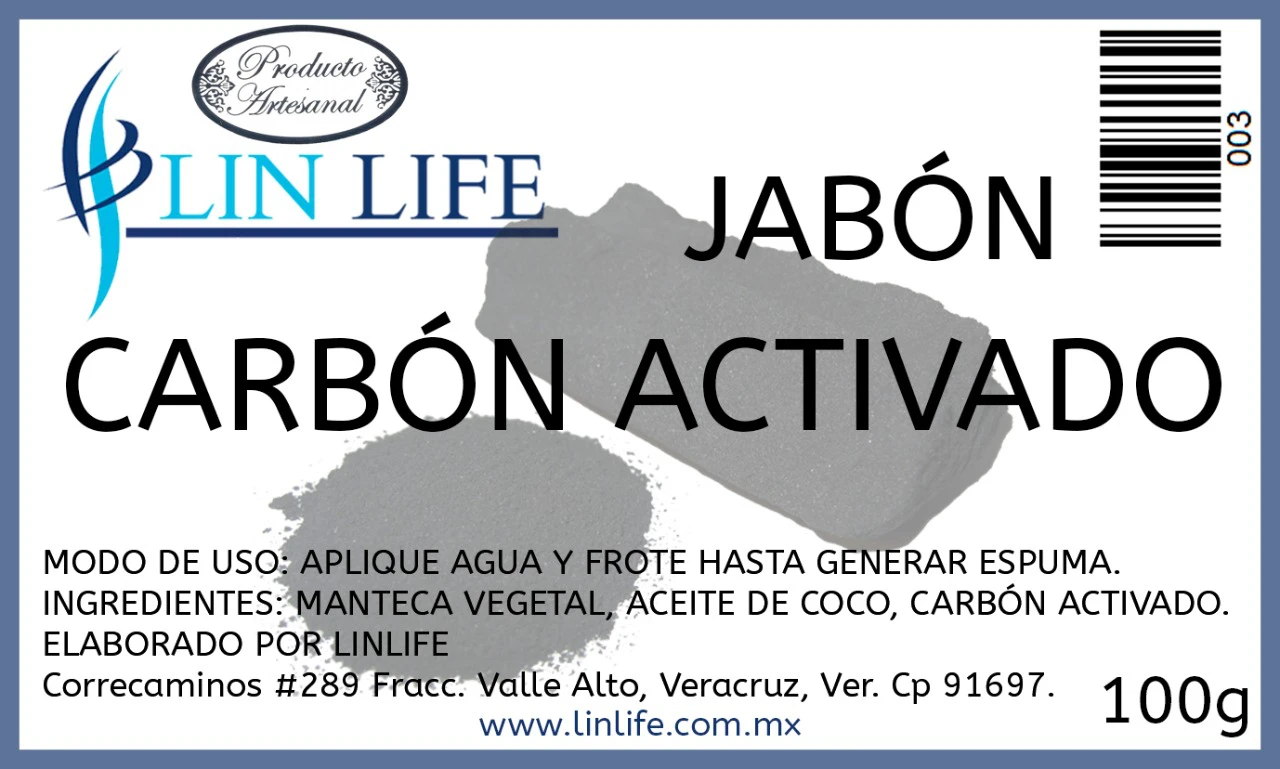 Producto
Artesanal
LIN LIFE
JABÓN
003
CARBÓN ACTIVADO
MODO DE USO: APLIQUE AGUA Y FROTE HASTA GENERAR ESPUMA.
INGREDIENTES: MANTECA VEGETAL, ACEITE DE COCO, CARBÓN ACTIVADO.
ELABORADO POR LINLIFE
Correcaminos #289 Fracc. Valle Alto, Veracruz, Ver. Cp 91697.
100g
www.linlife.com.mx